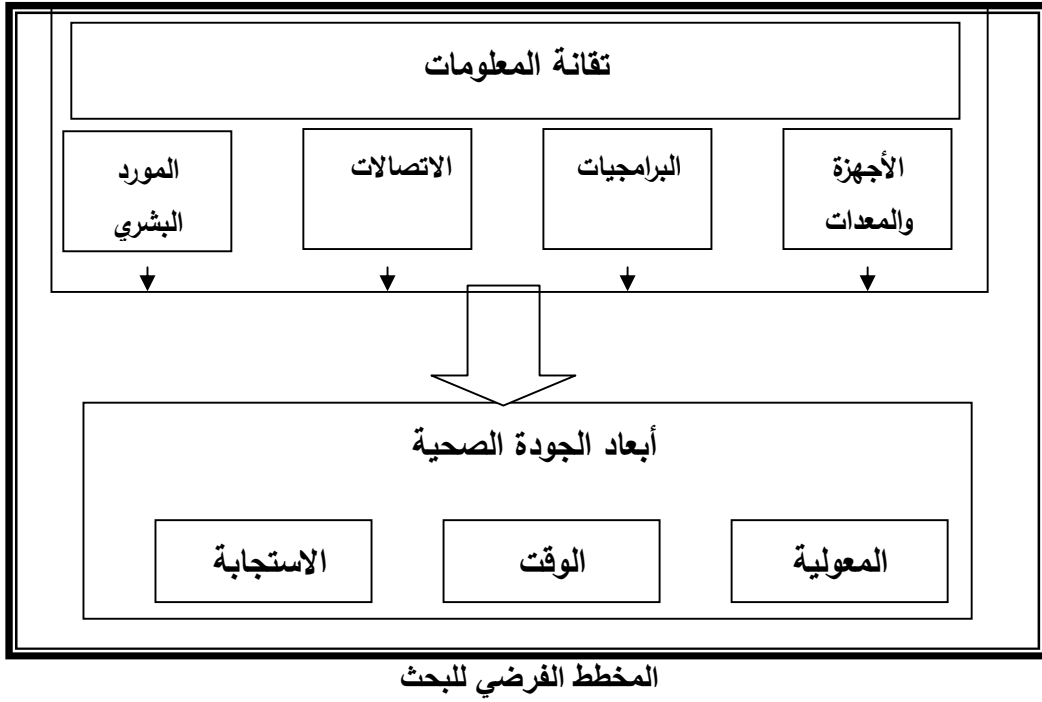 تقانة المعلومات
الأجهزة
والمعدات
البرامجيات
الاتصالات
المورد
البشري
أبعاد الجودة الصحية
المعولية
الوقت
الاستجابة
المخطط الفرضي للبحث